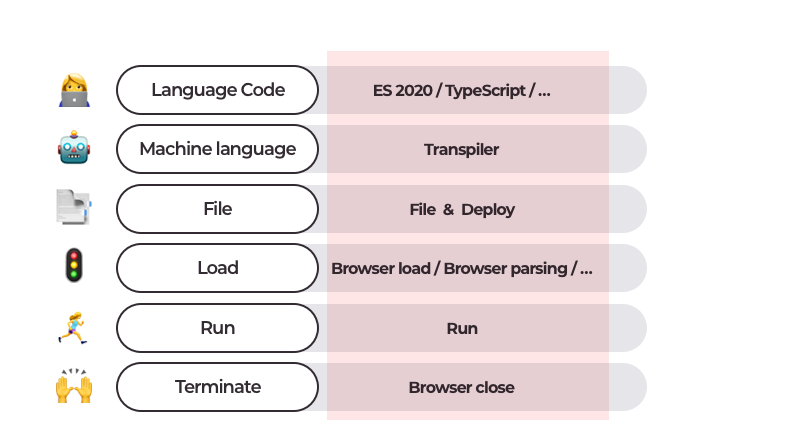 Language Code ES 2020 / TypeScript / ...
Machine language Transpiler
File File & Deploy
Load Browser load / Browser parsing / ...
Run Run
Terminate Browser close